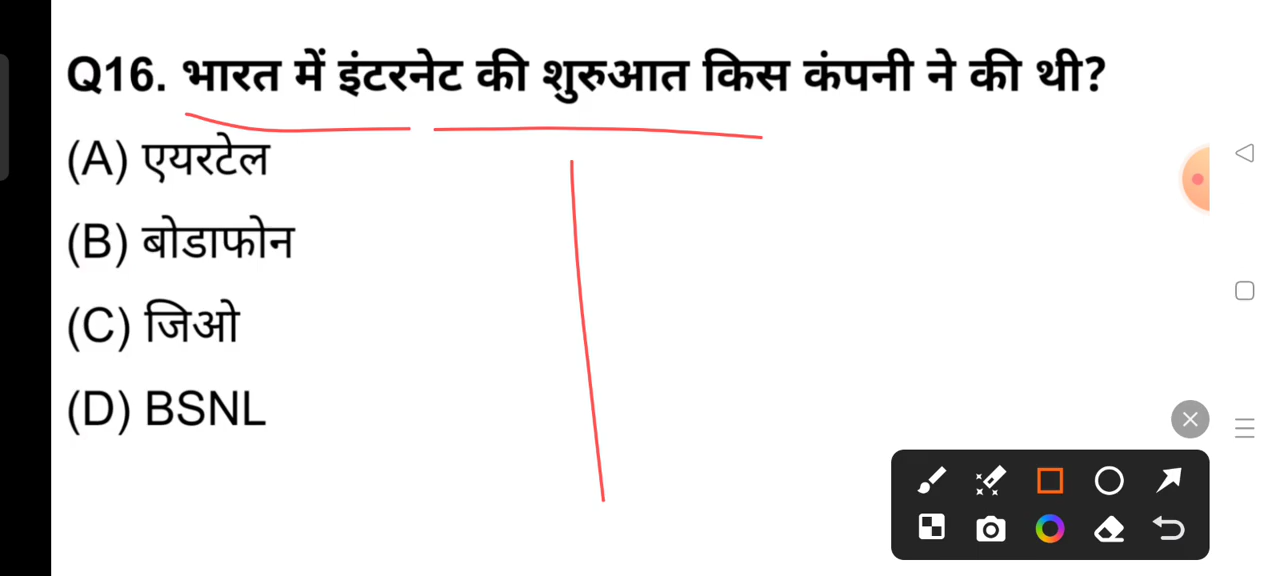 Q16. भारत में इंटरनेट की शुरुआत किस कंपनी ने की थी?
(A) एयरटेल
(B) बोडाफोन
(C) जिओ
(D) BSNL